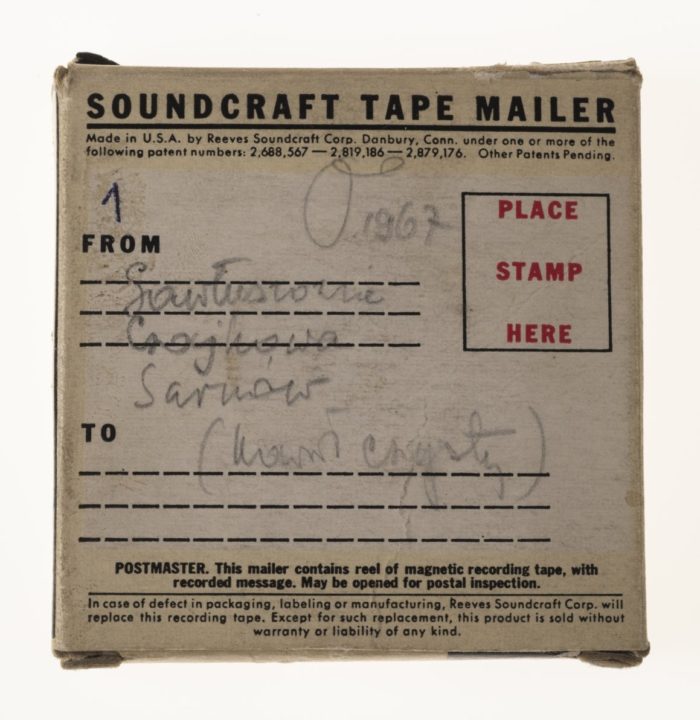 SOUNDCRAFT TAPE MAILER
Made in U.S.A. by Reeves Soundcraft Corp. Danbury, Conn. under one or more of the
following patent numbers: 2,688,567 — 2,819,186 — 2,879,176. Other Patents Pending.
1
1967
PLACE
STAMP
HERE
FROM
Gawłuszowice
Czajkowa
Sarnów
TO
( czysty)
POSTMASTER. This mailer contains reel of magnetic recording tape, with
recorded message. May be opened for postal inspection.
In case of defect in packaging, labeling or manufacturing, Reeves Soundcraft Corp. will
replace this recording tape. Except for such replacement, this product is sold without
warranty or liability of any kind.